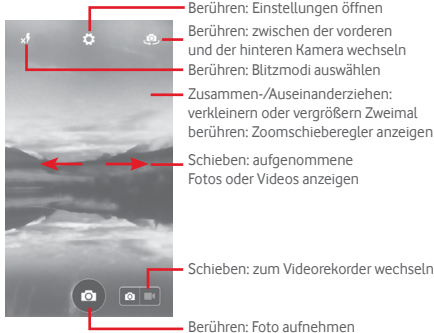 Berühren: Einstellungen öffnen
Berühren: zwischen der vorderen
und der hinteren Kamera wechseln
Berühren: Blitzmodi auswählen
Zusammen-/Auseinanderziehen:
verkleinern oder vergrößern Zweimal
berühren: Zoomschieberegler anzeigen
Schieben: aufgenommene
Fotos oder Videos anzeigen
Schieben: zum Videorekorder wechseln
Berühren: Foto aufnehmen